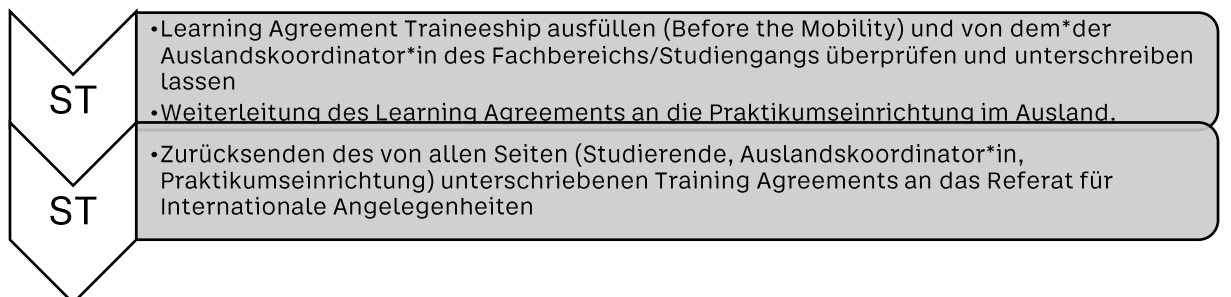 •Learning Agreement Traineeship ausfüllen (Before the Mobility) und von dem*der
Auslandskoordinator*in des Fachbereichs/Studiengangs überprüfen und unterschreiben
lassen
ST
•Weiterleitung des Learning Agreements an die Praktikumseinrichtung im Ausland.
•Zurücksenden des von allen Seiten (Studierende, Auslandskoordinator*in,
Praktikumseinrichtung) unterschriebenen Training Agreements an das Referat für
Internationale Angelegenheiten
ST